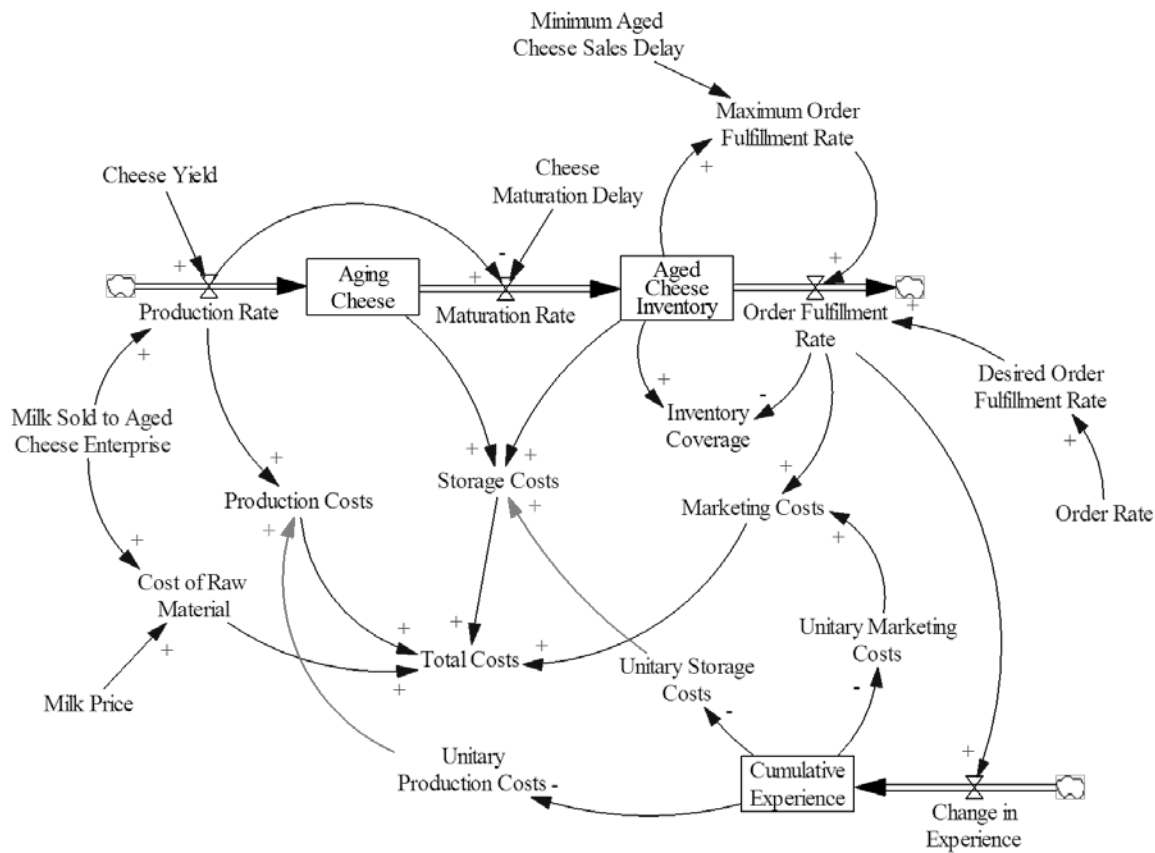 Minimum Aged
Cheese Sales Delay
Maximum Order
Fulfillment Rate
+
+
Cheese Yield
Cheese
Maturation Delay
+
-
+
+
Aging
Cheese
Aged
Cheese
Inventory
Production Rate
Maturation Rate
Order Fulfillment
Rate
+
+
Milk Sold to Aged
Cheese Enterprise
+
-
Inventory
Coverage
Desired Order
Fulfillment Rate
+
+
+
+
+
Production Costs
Storage Costs
Marketing Costs
Order Rate
+
+
+
+
Cost of Raw
Material
+
Milk Price
+
+
+
+
Total Costs
Unitary Storage
Costs
Unitary Marketing
Costs
-
-
Unitary
Production Costs
-
Cumulative
Experience
+
Change in
Experience